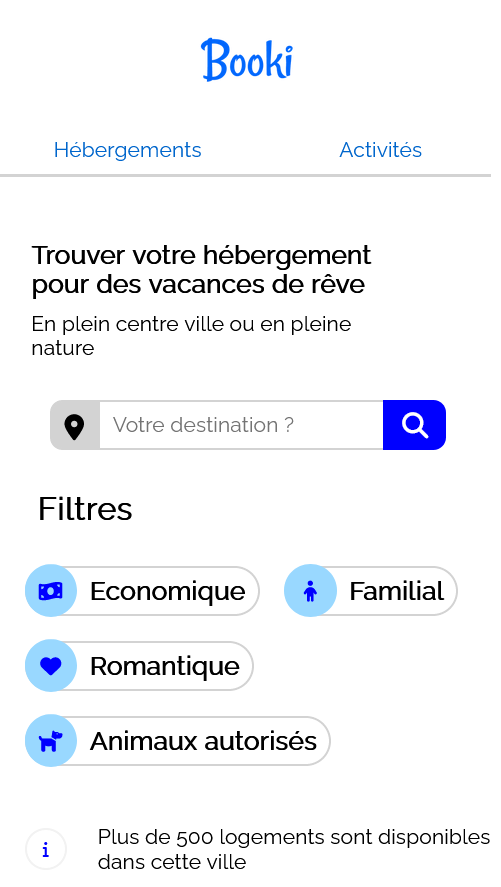 Booki
Hébergements
Activités
Trouver votre hébergement
pour des vacances de rêve
En plein centre ville ou en pleine
nature
Votre destination ?
Filtres
Economique
Familial
Romantique
Animaux autorisés
Plus de 500 logements sont disponibles
dans cette ville